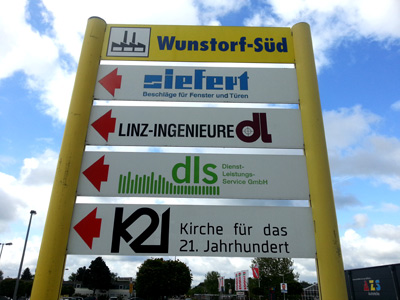 Wunstorf-Süd
siefert
Beschläge für Fenster und Türen
LINZ-INGENIEURE dl
dls Dienst-
Leistungs-
Service GmbH
K21 Kirche für das
21. Jahrhundert
AZS